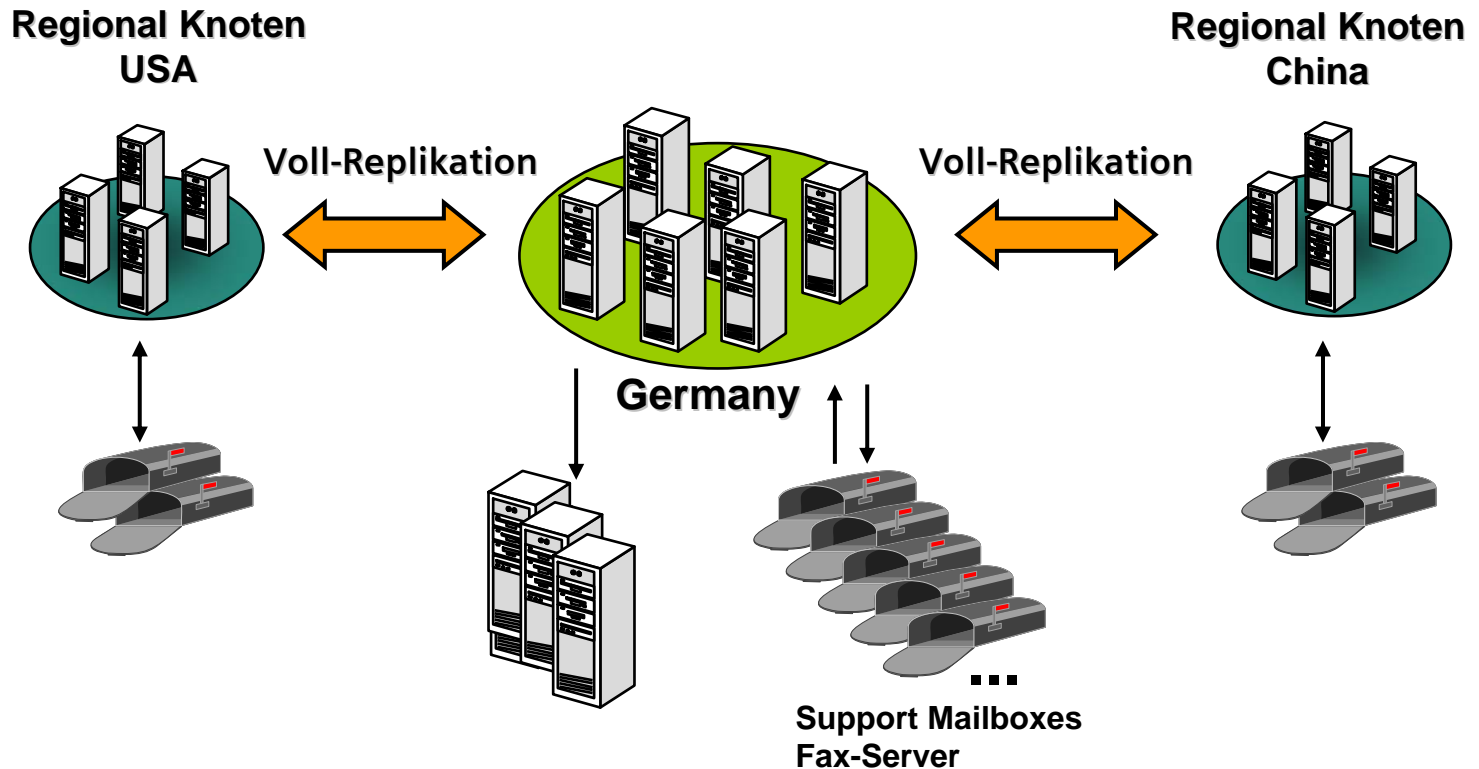 Regional Knoten
USA
Regional Knoten
China
Voll-Replikation
Voll-Replikation
Germany
...
Support Mailboxes
Fax-Server